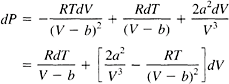 dP = - RTdV/(V - b)² + RdT/(V - b) + 2a²dV/V³
= RdT/V - b + [2a²/V³ - RT/(V - b)²]dV